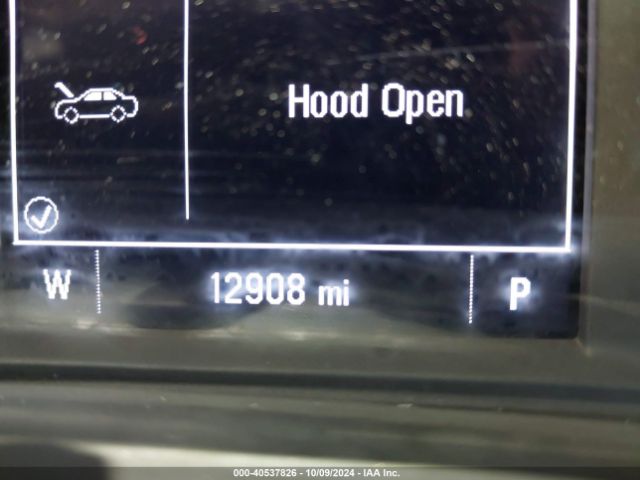 Hood Open
W 12908 mi P
000-40537826 - 10/09/2024 - IAA Inc.